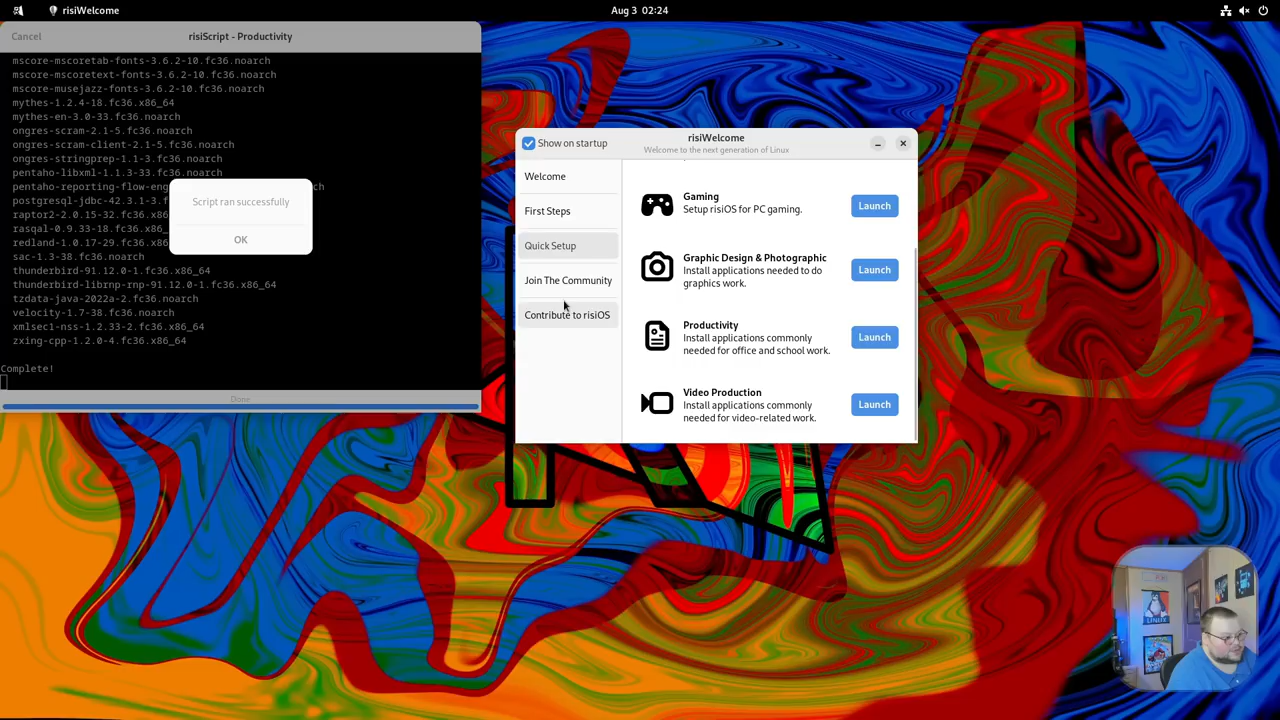 risiWelcome
Aug 3 02:24
Cancel
risiScript - Productivity
mscore-mscoretab-fonts-3.6.2-10.fc36.noarch
mscore-mscoretext-fonts-3.6.2-10.fc36.noarch
mscore-musejazz-fonts-3.6.2-10.fc36.noarch
mythes-1.2.4-18.fc36.x86_64
mythes-en-3.0-33.fc36.noarch
ongres-scram-2.1-5.fc36.noarch
ongres-scram-client-2.1-5.fc36.noarch
ongres-stringprep-1.1-3.fc36.noarch
pentaho-libxml-1.1.3-33.fc36.noarch
pentaho-reporting-flow-eng
ch
postgresql-jdbc-42.3.1-3.f
raptor2-2.0.15-32.fc36.x86
rasqal-0.9.33-18.fc36.x86_
redland-1.0.17-29.fc36.x86
sac-1.3-38.fc36.noarch
thunderbird-91.12.0-1.fc36.x86_64
thunderbird-librnp-rnp-91.12.0-1.fc36.x86_64
tzdata-java-2022a-2.fc36.noarch
velocity-1.7-38.fc36.noarch
xmlsec1-nss-1.2.33-2.fc36.x86_64
zxing-cpp-1.2.0-4.fc36.x86_64
Complete!
Done
Script ran successfully
OK
Show on startup
risiWelcome
Welcome to the next generation of Linux
Welcome
First Steps
Quick Setup
Join The Community
Contribute to risiOS
Gaming
Setup risiOS for PC gaming.
Launch
Graphic Design & Photographic
Install applications needed to do
graphics work.
Launch
Productivity
Install applications commonly
needed for office and school work.
Launch
Video Production
Install applications commonly
needed for video-related work.
Launch
LINUX